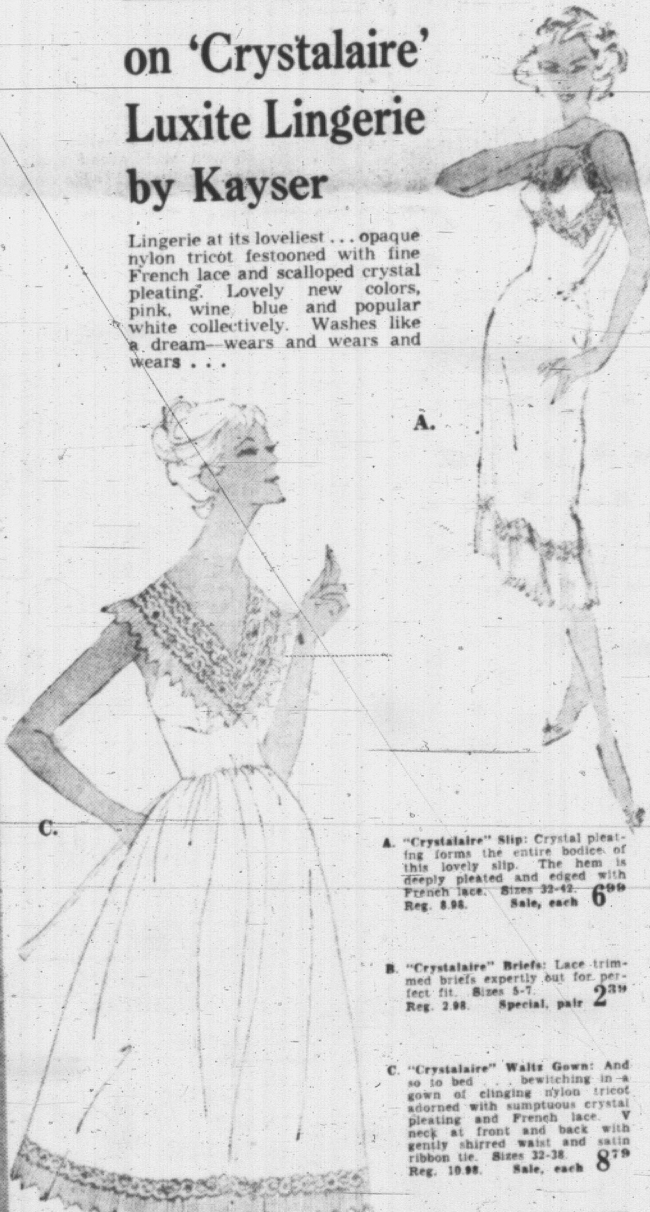 on ‘Crystalaire’
Luxite Lingerie
by Kayser
Lingerie at its loveliest ... opaque
nylon tricot festooned with fine
French lace and scalloped crystal
pleating. Lovely new colors,
pink, wine, blue and popular
white collectively. Washes like
a dream—wears and wears and
wears . . .
A.
C.
A. "Crystalaire" Slip: Crystal pleat-
ing forms the entire bodice of
this lovely slip. The hem is
deeply pleated and edged with
French lace. Sizes 32-42.
Reg. 8.98. Sale, each 6⁹⁹
B. "Crystalaire" Briefs: Lace trim-
med briefs expertly cut for per-
fect fit. Sizes 5-7.
Reg. 2.98. Special, pair 2³⁹
C. "Crystalaire" Waltz Gown: And
so to bed . . . bewitching in a
gown of clinging nylon tricot
adorned with sumptuous crystal
pleating and French lace. V
neck at front and back with
gently shirred waist and satin
ribbon tie. Sizes 32-38.
Reg. 10.98. Sale, each 8⁷⁹